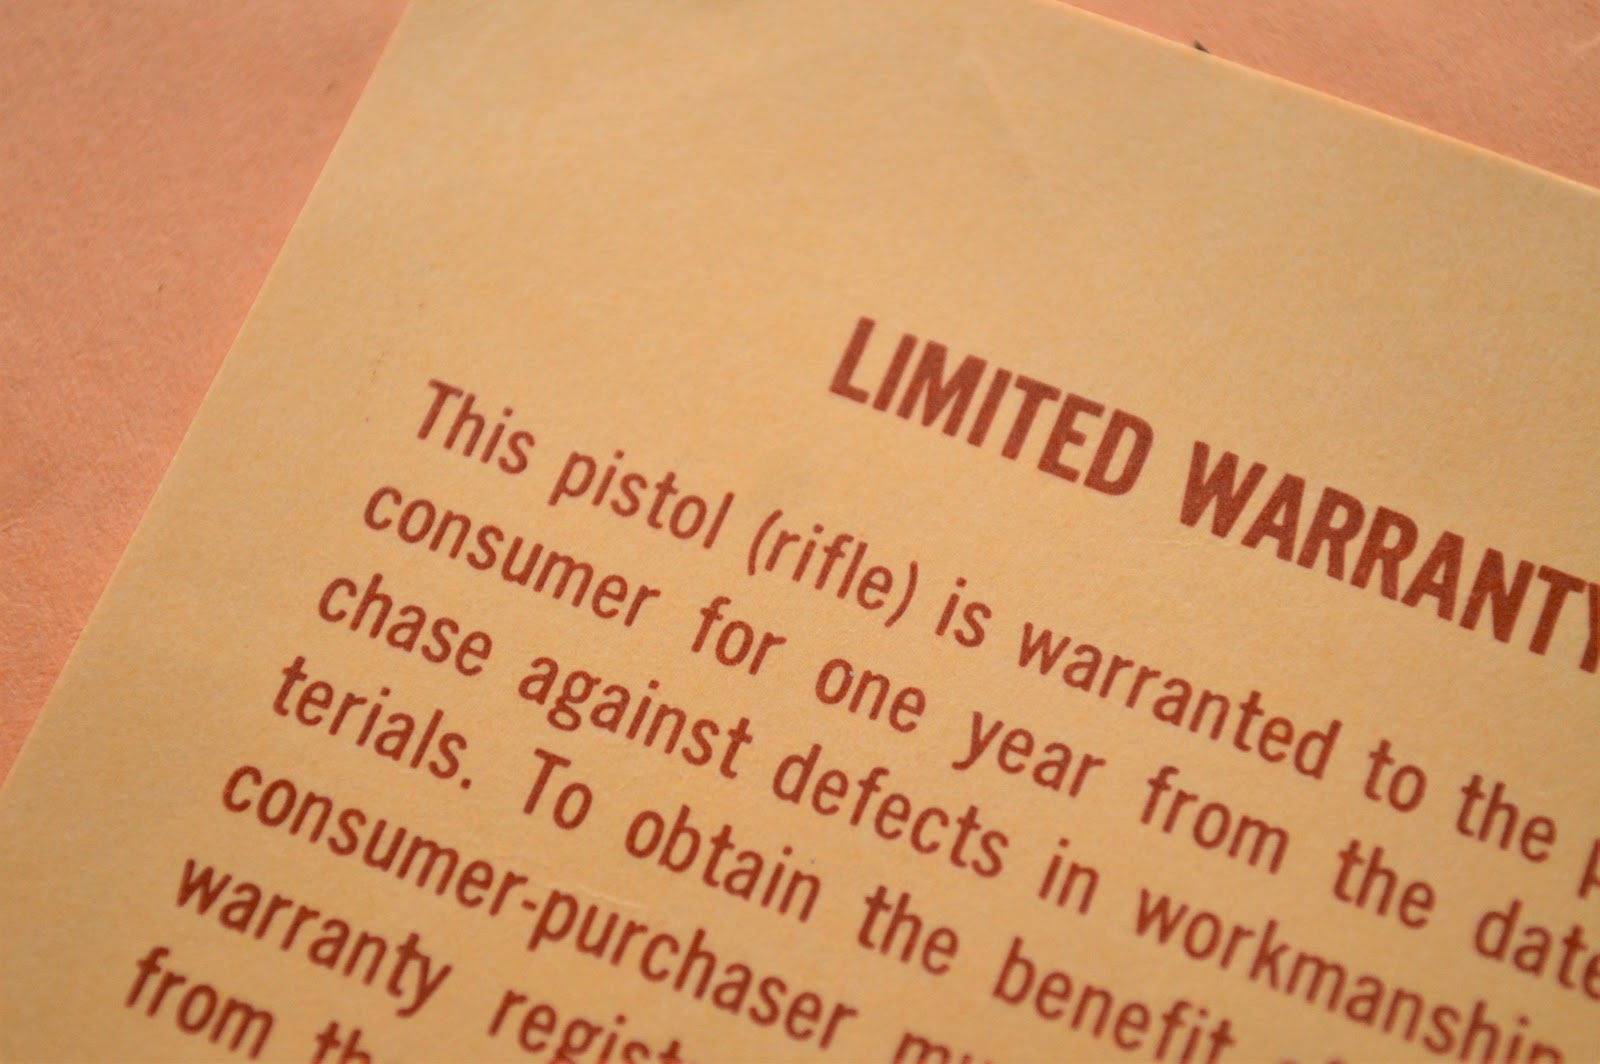 LIMITED WARRANTY
This pistol (rifle) is warranted to the
consumer for one year from the date
chase against defects in workmanship
terials. To obtain the benefit
consumer-purchaser
warranty
from